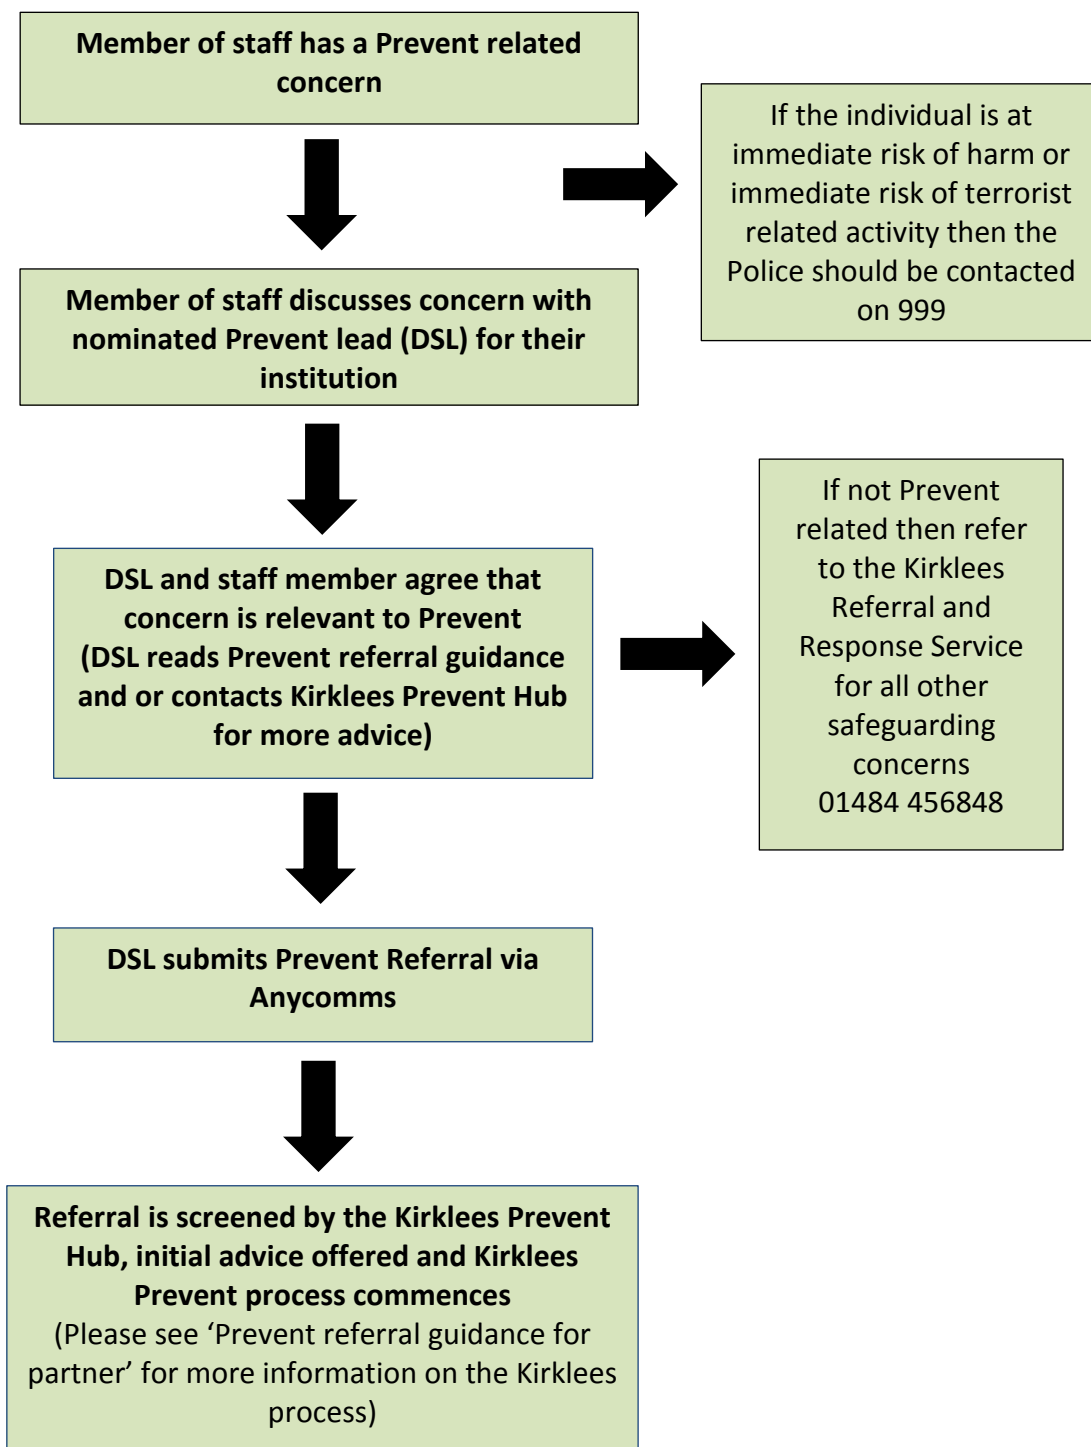 Member of staff has a Prevent related
concern
If the individual is at
immediate risk of harm or
immediate risk of terrorist
related activity then the
Police should be contacted
on 999
Member of staff discusses concern with
nominated Prevent lead (DSL) for their
institution
DSL and staff member agree that
concern is relevant to Prevent
(DSL reads Prevent referral guidance
and or contacts Kirklees Prevent Hub
for more advice)
If not Prevent
related then refer
to the Kirklees
Referral and
Response Service
for all other
safeguarding
concerns
01484 456848
DSL submits Prevent Referral via
Anycomms
Referral is screened by the Kirklees Prevent
Hub, initial advice offered and Kirklees
Prevent process commences
(Please see ‘Prevent referral guidance for
partner’ for more information on the Kirklees
process)